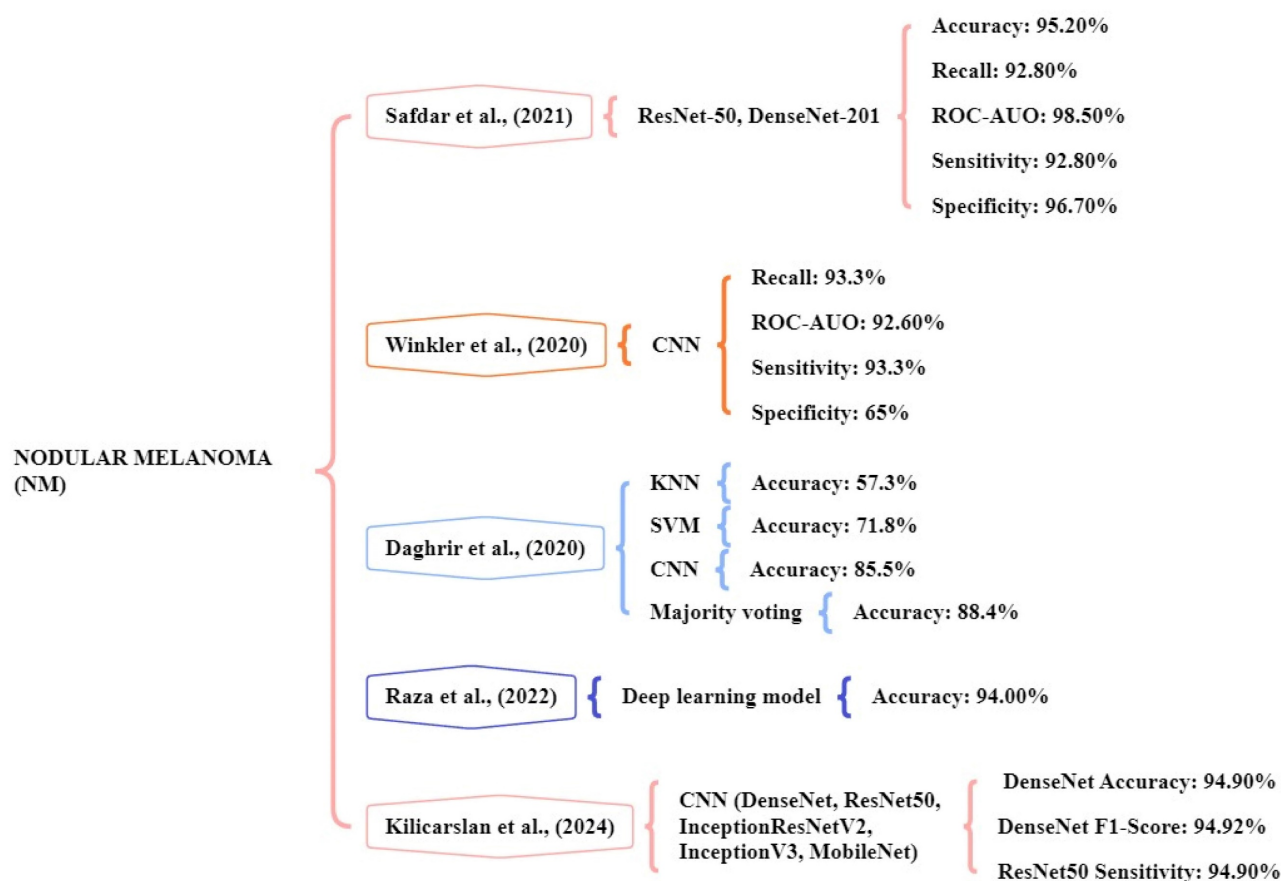 NODULAR MELANOMA
(NM)
Safdar et al., (2021)
ResNet-50, DenseNet-201
Accuracy: 95.20%
Recall: 92.80%
ROC-AUO: 98.50%
Sensitivity: 92.80%
Specificity: 96.70%
Winkler et al., (2020)
CNN
Recall: 93.3%
ROC-AUO: 92.60%
Sensitivity: 93.3%
Specificity: 65%
Daghrir et al., (2020)
KNN
Accuracy: 57.3%
SVM
Accuracy: 71.8%
CNN
Accuracy: 85.5%
Majority voting
Accuracy: 88.4%
Raza et al., (2022)
Deep learning model
Accuracy: 94.00%
Kilicarslan et al., (2024)
CNN (DenseNet, ResNet50,
InceptionResNetV2,
InceptionV3, MobileNet)
DenseNet Accuracy: 94.90%
DenseNet F1-Score: 94.92%
ResNet50 Sensitivity: 94.90%